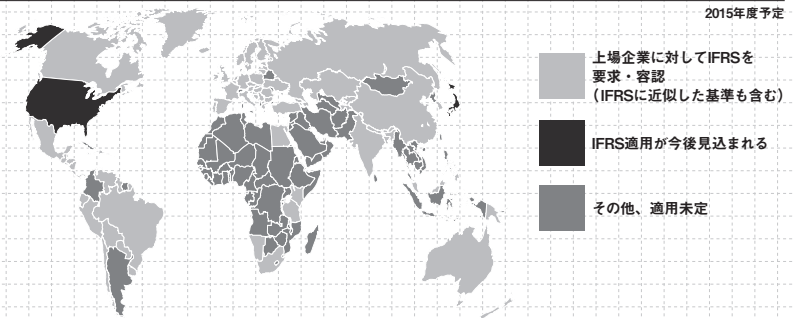 2015年度予定
上場企業に対してIFRSを
要求・容認
（IFRSに近似した基準も含む）
IFRS適用が今後見込まれる
その他、適用未定